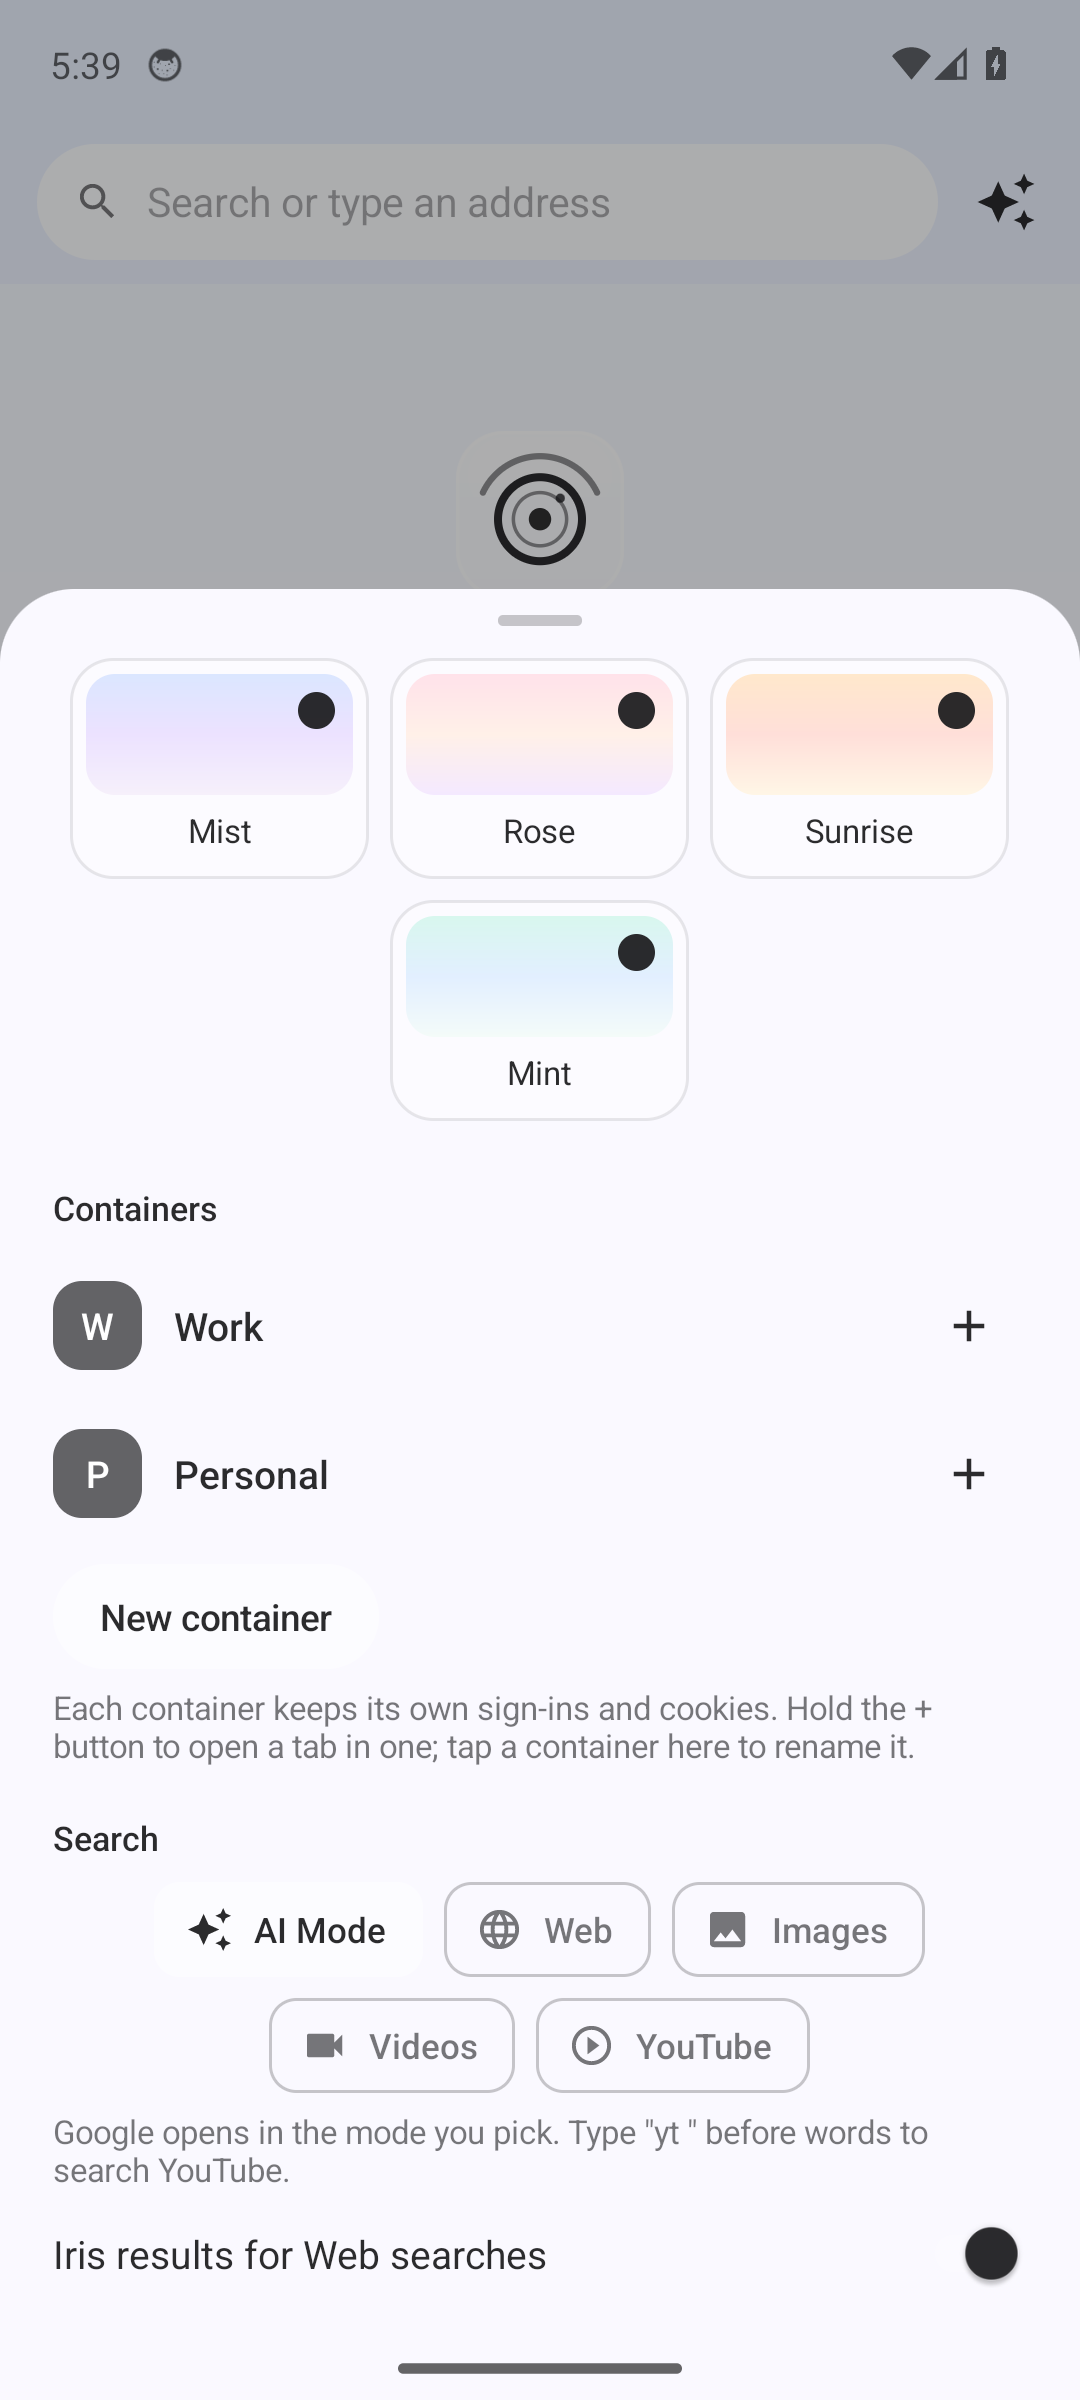 5:39
Search or type an address
Mist
Rose
Sunrise
Mint
Containers
W
Work
P
Personal
New container
Each container keeps its own sign-ins and cookies. Hold the +
button to open a tab in one; tap a container here to rename it.
Search
AI Mode
Web
Images
Videos
YouTube
Google opens in the mode you pick. Type "yt " before words to
search YouTube.
Iris results for Web searches